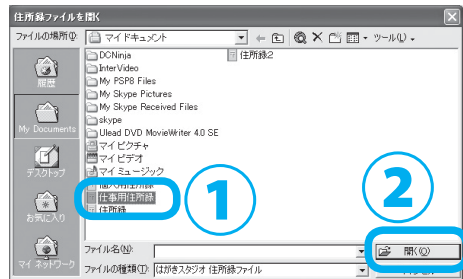 住所録ファイルを開く
ファイルの場所(I):
マイドキュメント
ツール(L)
履歴
My Documents
デスクトップ
お気に入り
マイ ネットワーク
DCNinja
InterVideo
My PSP8 Files
My Skype Pictures
My Skype Received Files
skype
Ulead DVD MovieWriter 4.0 SE
マイピクチャ
マイビデオ
マイミュージック
個人用住所録
仕事用住所録
住所録
住所録2
1
2
ファイル名(N):
開く(O)
ファイルの種類(T):
はがきスタジオ 住所録ファイル